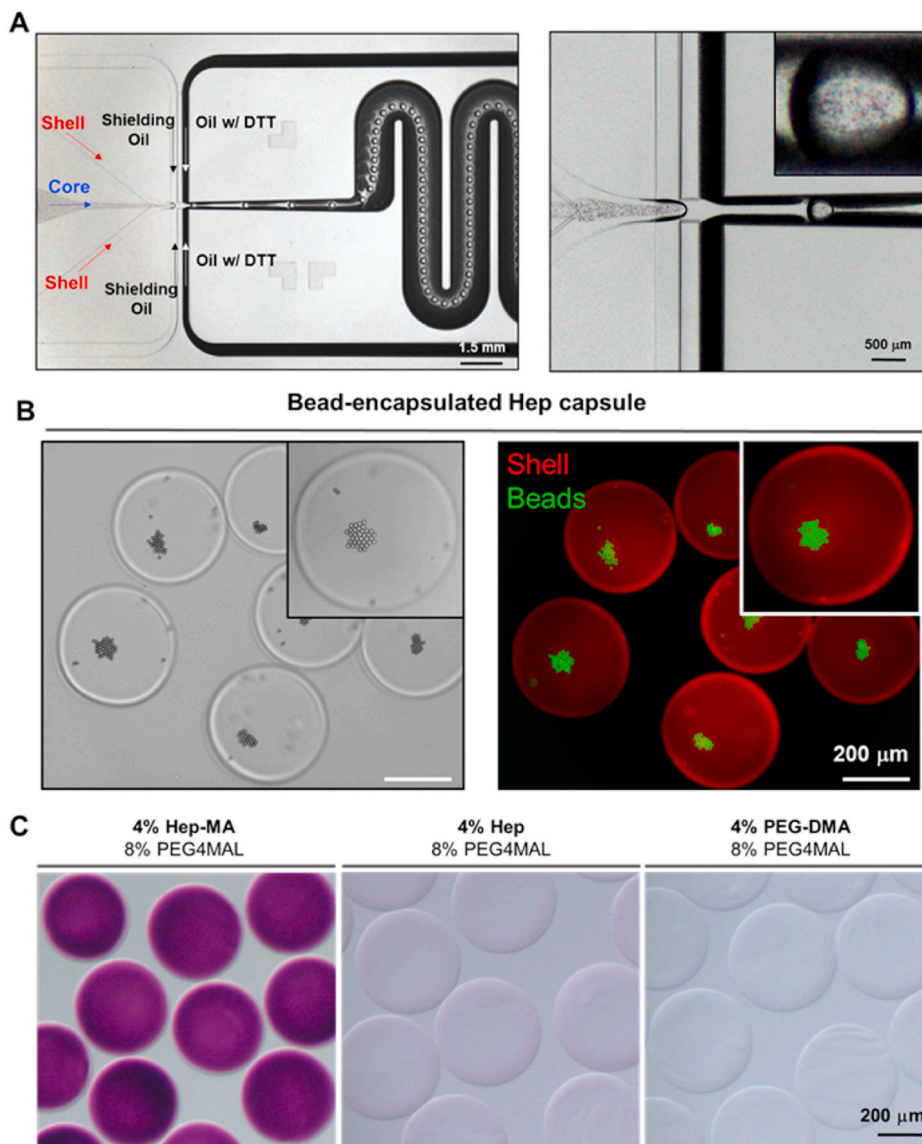 A
Shell
Core
Shell
Shielding
Oil
Oil w/ DTT
Oil w/ DTT
Shielding
Oil
1.5 mm
500 μm
B
Bead-encapsulated Hep capsule
Shell
Beads
200 μm
C
4% Hep-MA
8% PEG4MAL
4% Hep
8% PEG4MAL
4% PEG-DMA
8% PEG4MAL
200 μm